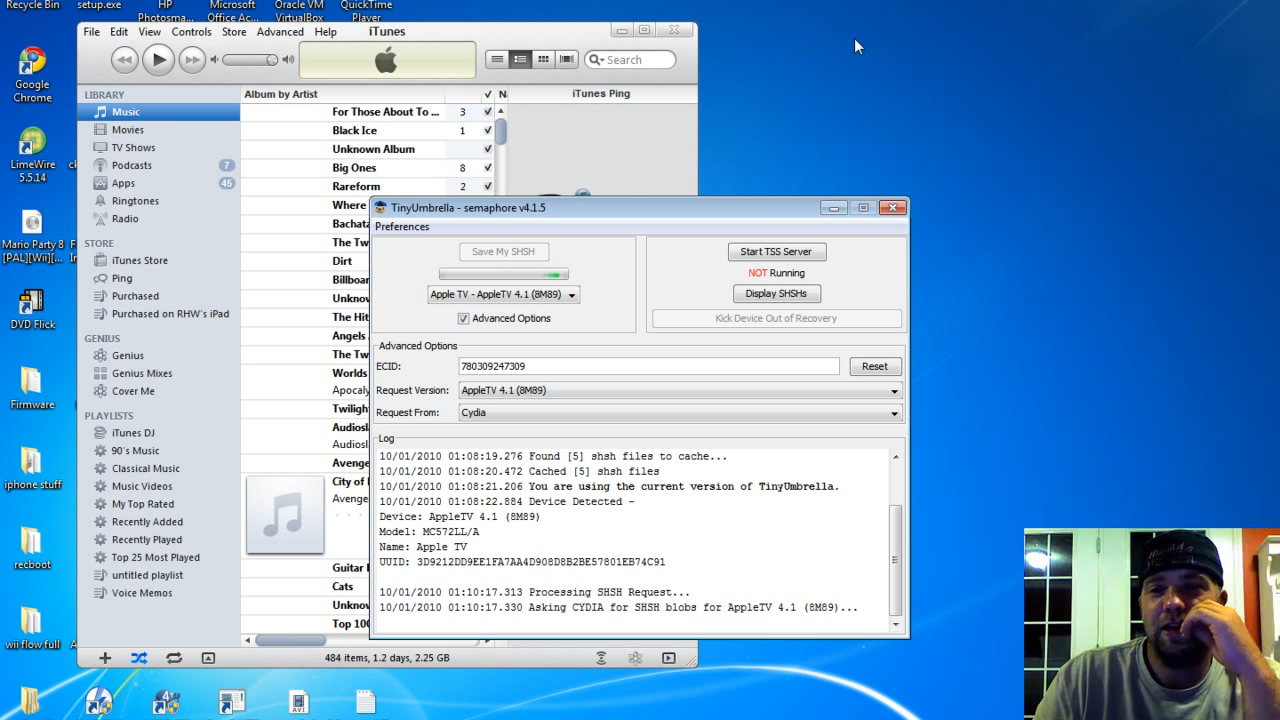 Recycle Bin
setup.exe
HP
Photosma...
Microsoft
Office Ac...
Oracle VM
VirtualBox
QuickTime
Player
Google
Chrome
LimeWire
5.5.14
Mario Party 8
[PAL][Wii][...
DVD Flick
Firmware
iphone stuff
recboot
wii flow full
iTunes
File Edit View Controls Store Advanced Help
Search
LIBRARY
Music
Movies
TV Shows
Podcasts 7
Apps 45
Ringtones
Radio
STORE
iTunes Store
Ping
Purchased
Purchased on RHW's iPad
GENIUS
Genius
Genius Mixes
Cover Me
PLAYLISTS
iTunes DJ
90's Music
Classical Music
Music Videos
My Top Rated
Recently Added
Recently Played
Top 25 Most Played
untitled playlist
Voice Memos
Album by Artist
iTunes Ping
For Those About To ... 3
Black Ice 1
Unknown Album
Big Ones 8
Rareform 2
Where
Bachata
The Tw
Dirt
Billboar
Unknow
The Hit
Angels
The Tw
Worlds
Apocaly
Twilight
Audiosl
Audiosla
Avenge
City of E
Avenge
Guitar H
Cats
Unknow
Top 100
484 items, 1.2 days, 2.25 GB
TinyUmbrella - semaphore v4.1.5
Preferences
Save My SHSH
Apple TV - AppleTV 4.1 (8M89)
Advanced Options
Start TSS Server
NOT Running
Display SHSHs
Kick Device Out of Recovery
Advanced Options
ECID: 780309247309 Reset
Request Version: AppleTV 4.1 (8M89)
Request From: Cydia
Log
10/01/2010 01:08:19.276 Found [5] shsh files to cache...
10/01/2010 01:08:20.472 Cached [5] shsh files
10/01/2010 01:08:21.206 You are using the current version of TinyUmbrella.
10/01/2010 01:08:22.884 Device Detected -
Device: AppleTV 4.1 (8M89)
Model: MC572LL/A
Name: Apple TV
UUID: 3D9212DD9EE1FA7AA4D908D8B2BE57801EB74C91
10/01/2010 01:10:17.313 Processing SHSH Request...
10/01/2010 01:10:17.330 Asking CYDIA for SHSH blobs for AppleTV 4.1 (8M89)...